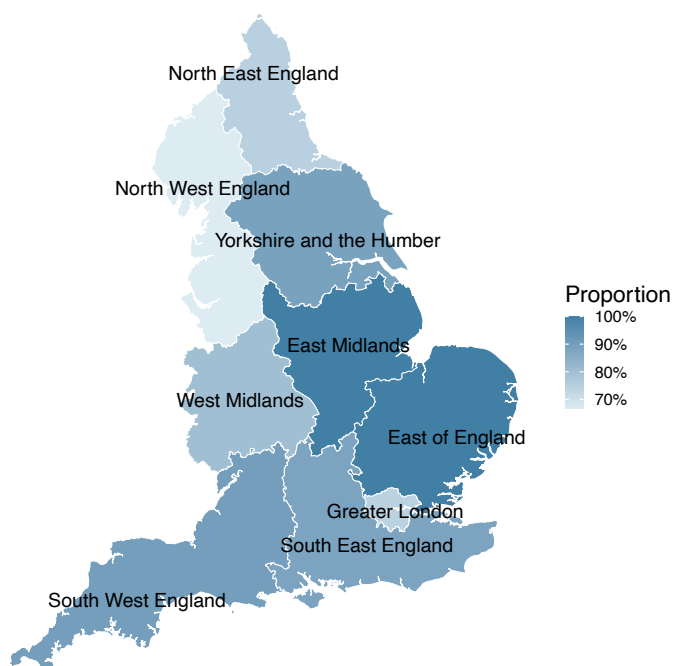 North East England
North West England
Yorkshire and the Humber
East Midlands
West Midlands
East of England
Greater London
South East England
South West England
Proportion
100%
90%
80%
70%